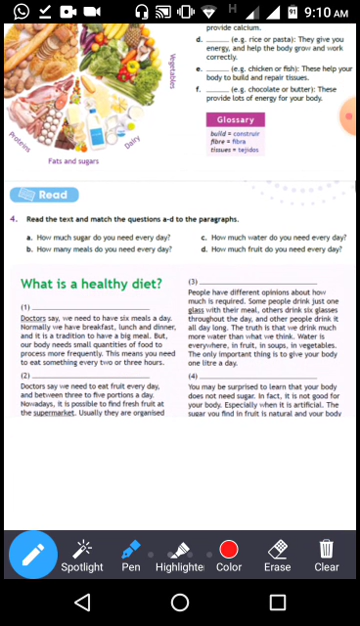 9:10 AM
provide calcium.
d. ______ (e.g. rice or pasta): They give you
energy, and help the body grow and work
correctly.
e. ______ (e.g. chicken or fish): These help your
body to build and repair tissues.
f. ______ (e.g. chocolate or butter): These
provide lots of energy for your body.
Vegetables
Proteins
Dairy
Fats and sugars
Glossary
build = construir
fibre = fibra
tissues = tejidos
Read
4. Read the text and match the questions a-d to the paragraphs.
a. How much sugar do you need every day?
b. How many meals do you need every day?
c. How much water do you need every day?
d. How much fruit do you need every day?
What is a healthy diet?
(1) ______
Doctors say, we need to have six meals a day.
Normally we have breakfast, lunch and dinner,
and it is a tradition to have a big meal. But,
our body needs small quantities of food to
process more frequently. This means you need
to eat something every two or three hours.
(2) ______
Doctors say we need to eat fruit every day,
and between three to five portions a day.
Nowadays, it is possible to find fresh fruit at
the supermarket. Usually they are organised
(3) ______
People have different opinions about how
much is required. Some people drink just one
glass with their meal, others drink six glasses
throughout the day, and other people drink it
all day long. The truth is that we drink much
more water than what we think. Water is
everywhere, in fruit, in soups, in vegetables.
The only important thing is to give your body
one litre a day.
(4) ______
You may be surprised to learn that your body
does not need sugar. In fact, it is not good for
your body. Especially when it is artificial. The
sugar you find in fruit is natural and your body
Spotlight
Pen
Highlighte
Color
Erase
Clear